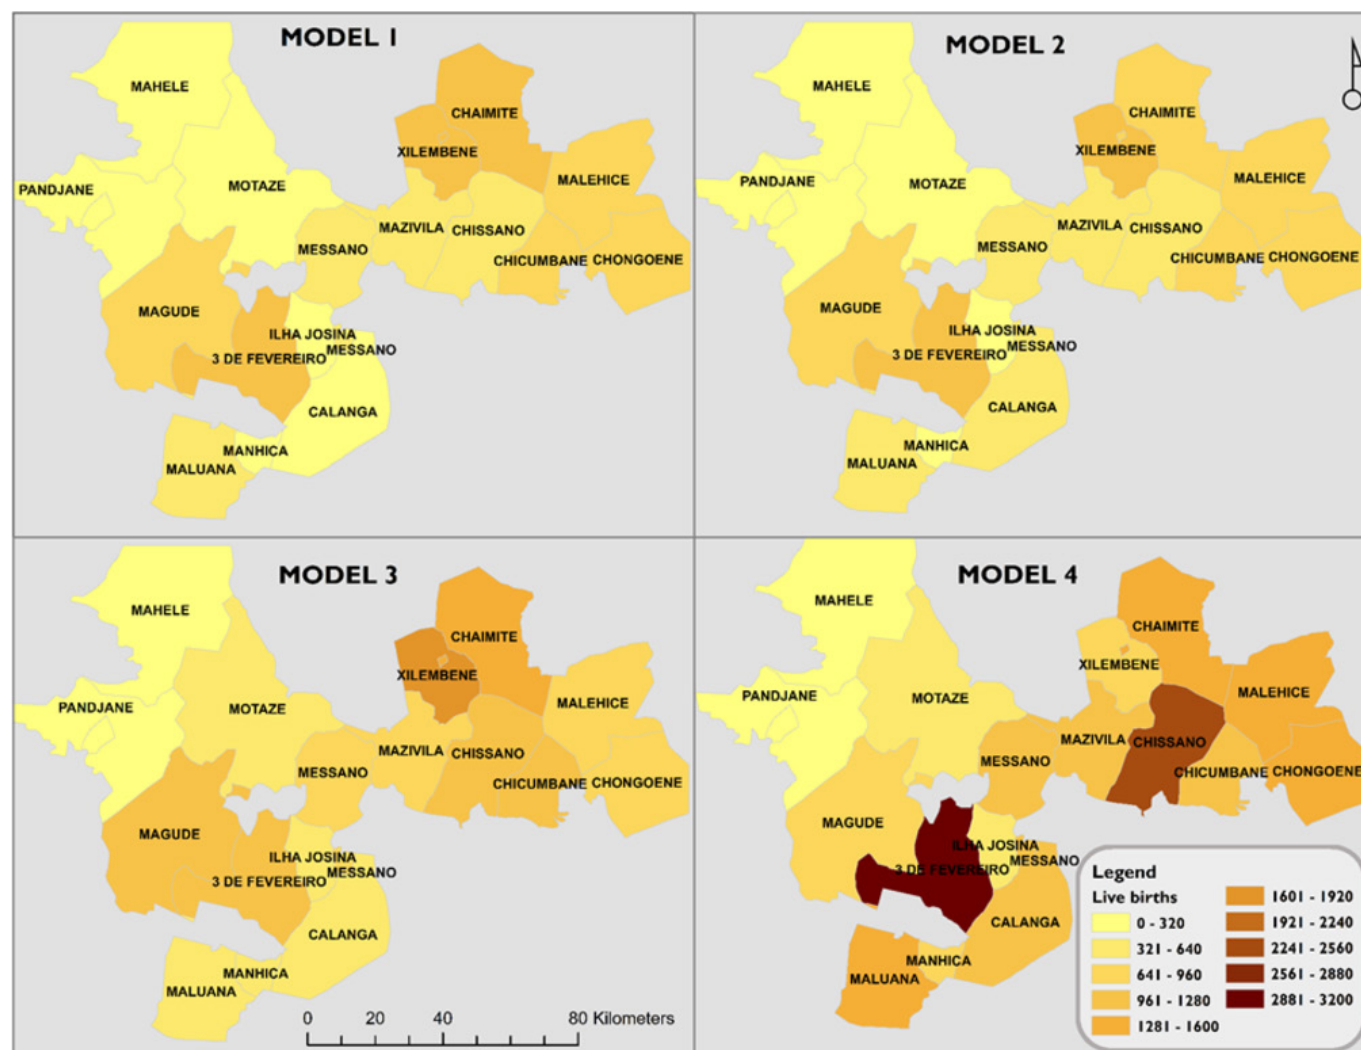 MODEL 1
MAHELE
CHAIMITE
XILEMBENE
PANDJANE
MOTAZE
MALEHICE
MAZIVILA
CHISSANO
MESSANO
CHICUMBANE
CHONGOENE
MAGUDE
ILHA JOSINA
MESSANO
3 DE FEVEREIRO
CALANGA
MANHICA
MALUANA
MODEL 2
MAHELE
CHAIMITE
XILEMBENE
MALEHICE
PANDJANE
MOTAZE
MAZIVILA
CHISSANO
MESSANO
CHICUMBANE
CHONGOENE
MAGUDE
ILHA JOSINA
MESSANO
3 DE FEVEREIRO
CALANGA
MANHICA
MALUANA
MODEL 3
MAHELE
CHAIMITE
XILEMBENE
MALEHICE
PANDJANE
MOTAZE
MAZIVILA
CHISSANO
MESSANO
CHICUMBANE
CHONGOENE
MAGUDE
ILHA JOSINA
MESSANO
3 DE FEVEREIRO
CALANGA
MANHICA
MALUANA
0 20 40 80 Kilometers
MODEL 4
MAHELE
CHAIMITE
XILEMBENE
MALEHICE
PANDJANE
MOTAZE
MAZIVILA
CHISSANO
MESSANO
CHICUMBANE
CHONGOENE
MAGUDE
ILHA JOSINA
MESSANO
3 DE FEVEREIRO
CALANGA
MANHICA
MALUANA
Legend
Live births
0 - 320
321 - 640
641 - 960
961 - 1280
1281 - 1600
1601 - 1920
1921 - 2240
2241 - 2560
2561 - 2880
2881 - 3200